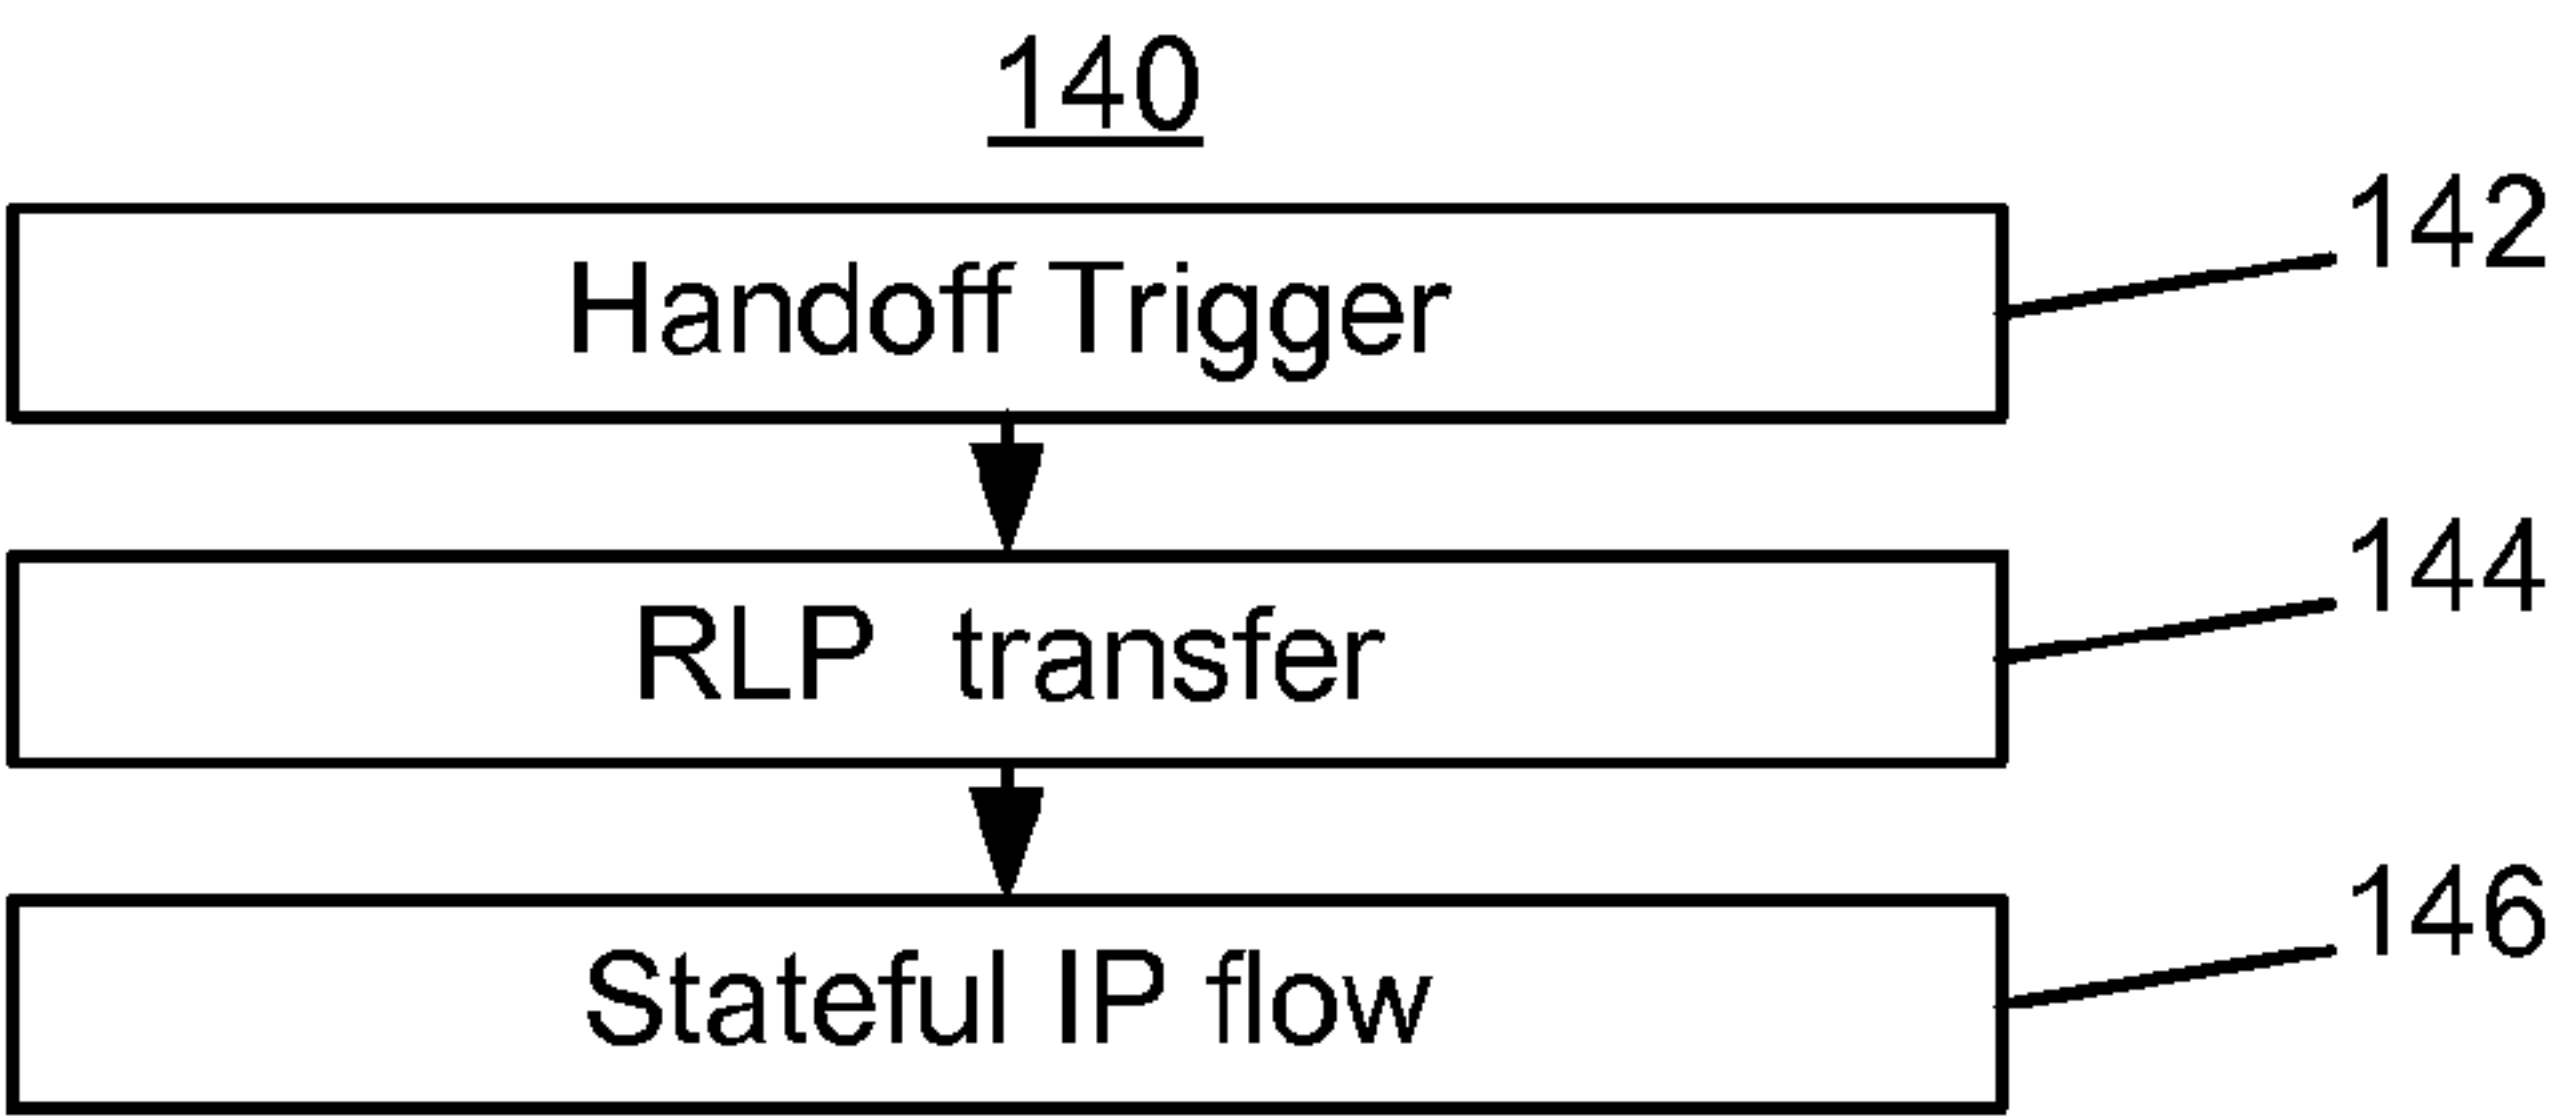 140
Handoff Trigger
142
RLP transfer
144
Stateful IP flow
146